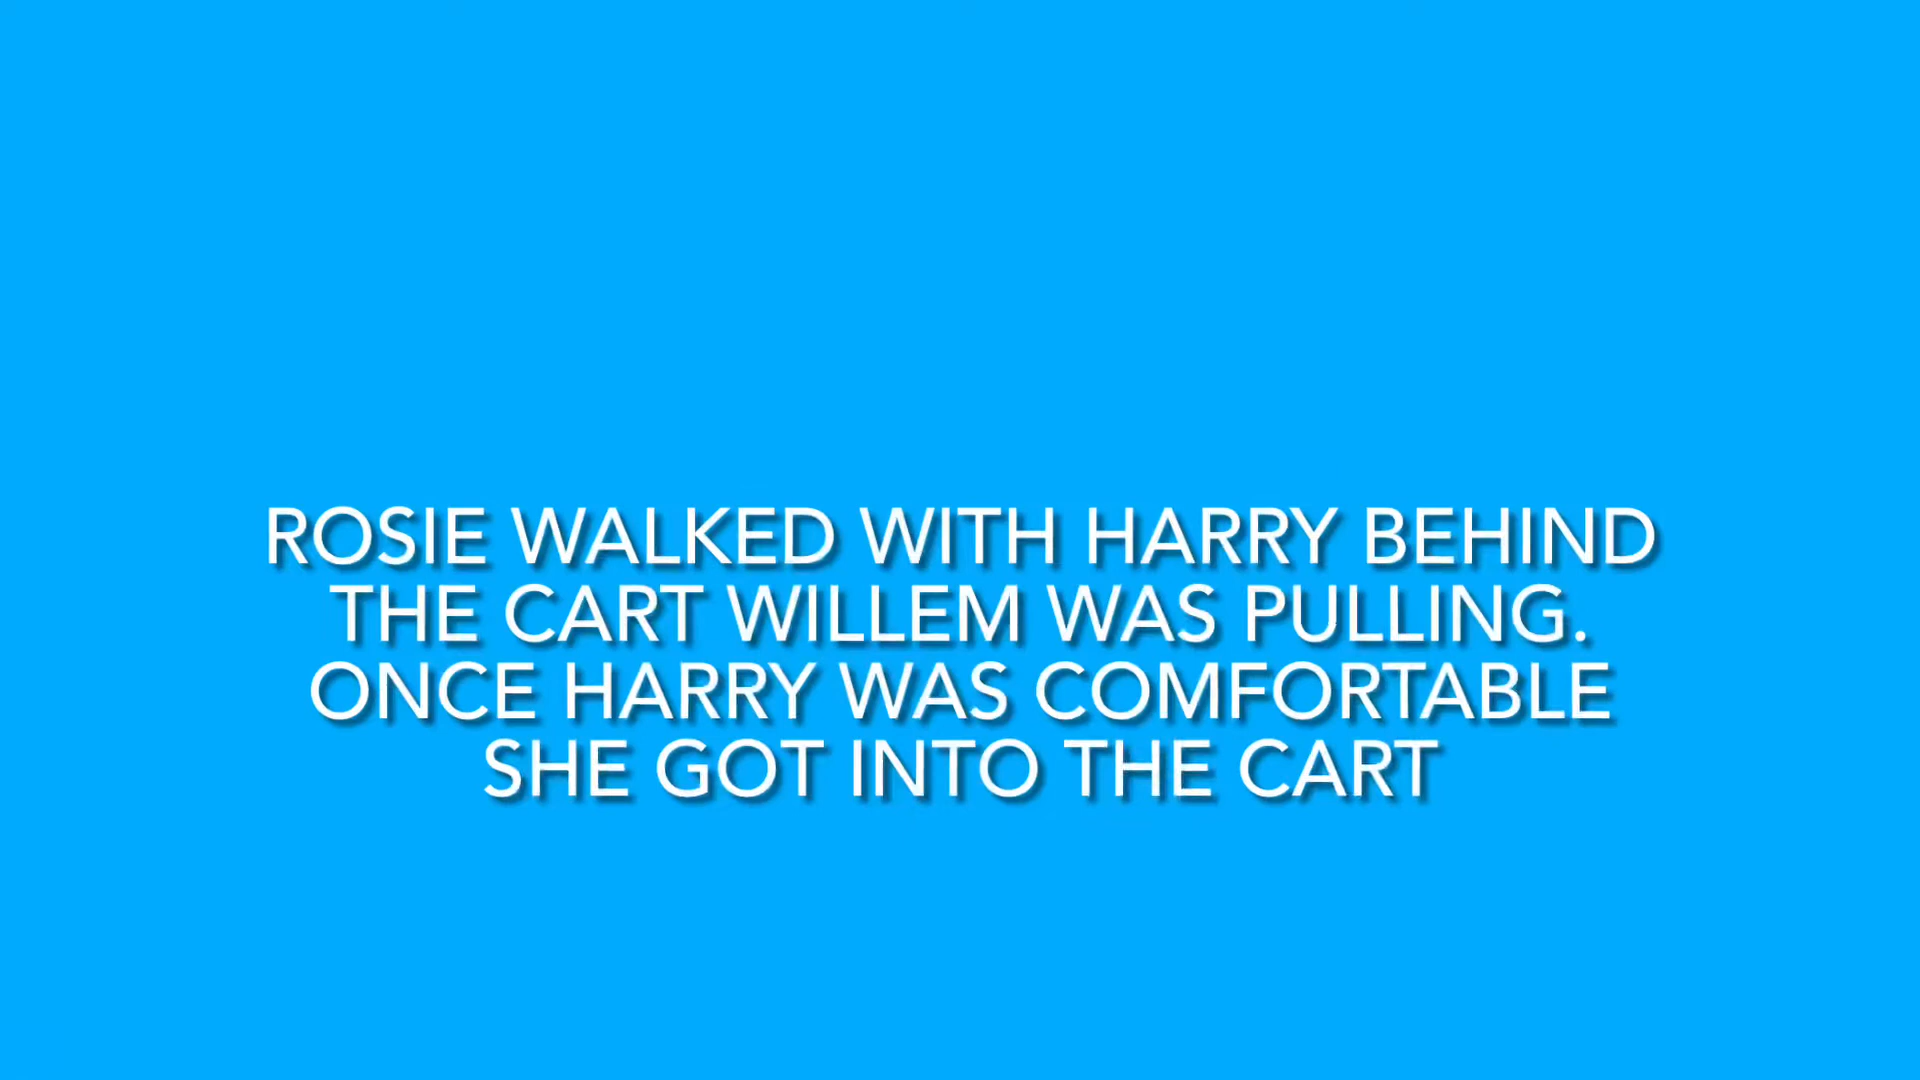 ROSIE WALKED WITH HARRY BEHIND
THE CART WILLEM WAS PULLING.
ONCE HARRY WAS COMFORTABLE
SHE GOT INTO THE CART